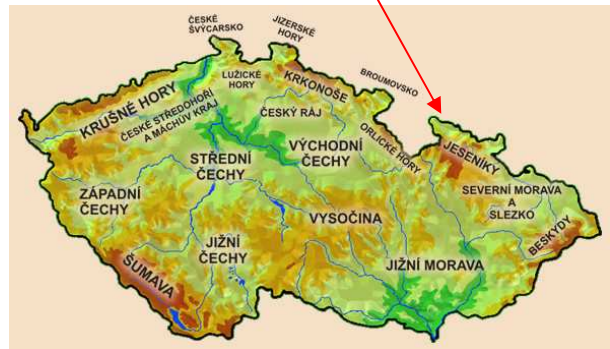 ČESKÉ
ŠVÝCARSKO
JIZERSKÉ
HORY
LUŽICKÉ
HORY
KRKONOŠE
BROUMOVSKO
KRUŠNÉ HORY
ČESKÉ STŘEDOHOŘÍ
A MÁCHŮV KRAJ
ČESKÝ RÁJ
STŘEDNÍ
ČECHY
VÝCHODNÍ
ČECHY
ORLICKÉ HORY
JESENÍKY
ZÁPADNÍ
ČECHY
SEVERNÍ MORAVA
A
SLEZKO
VYSOČINA
BESKYDY
JIŽNÍ
ČECHY
ŠUMAVA
JIŽNÍ MORAVA